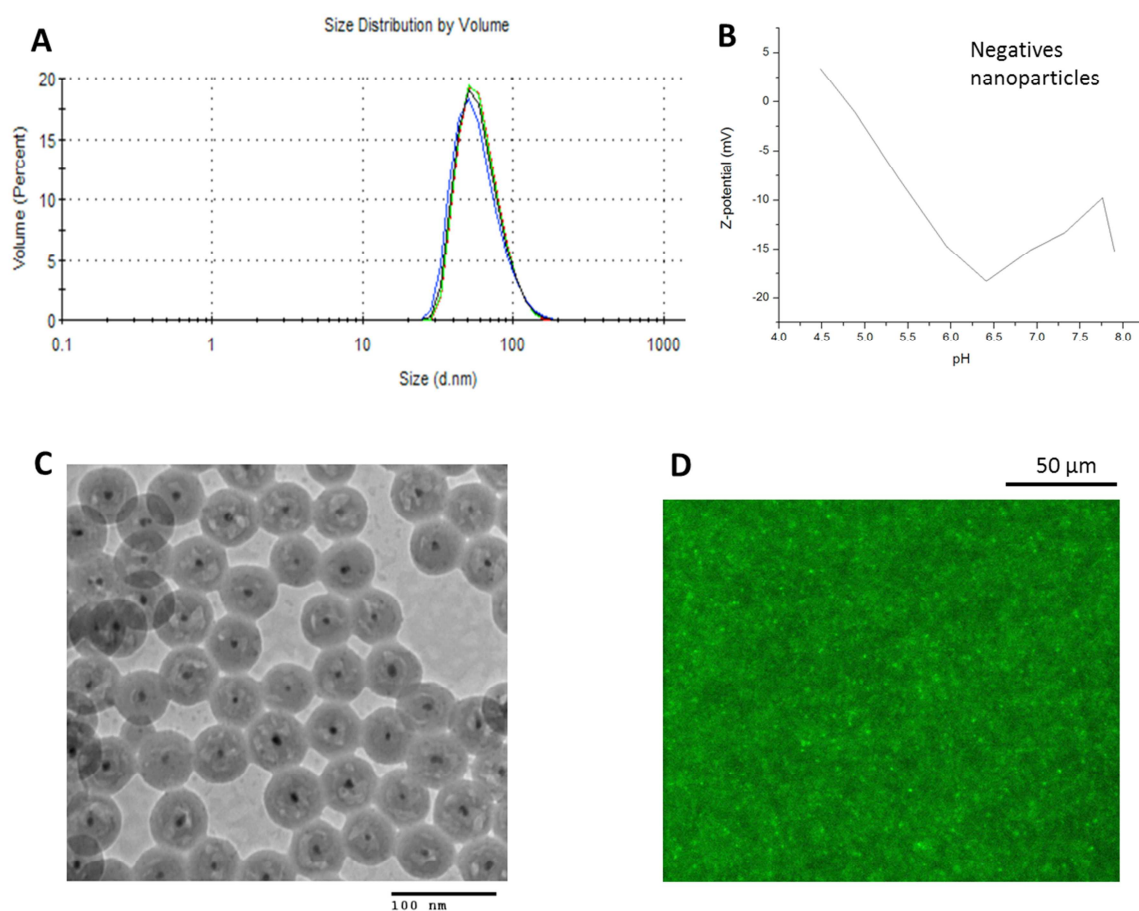 A
Size Distribution by Volume
Volume (Percent)
20
15
10
5
0
0.1 1 10 100 1000
Size (d.nm)
B
Negatives
nanoparticles
Z-potential (mV)
5
0
-5
-10
-15
-20
4.0 4.5 5.0 5.5 6.0 6.5 7.0 7.5 8.0
pH
C
100 nm
D
50 µm